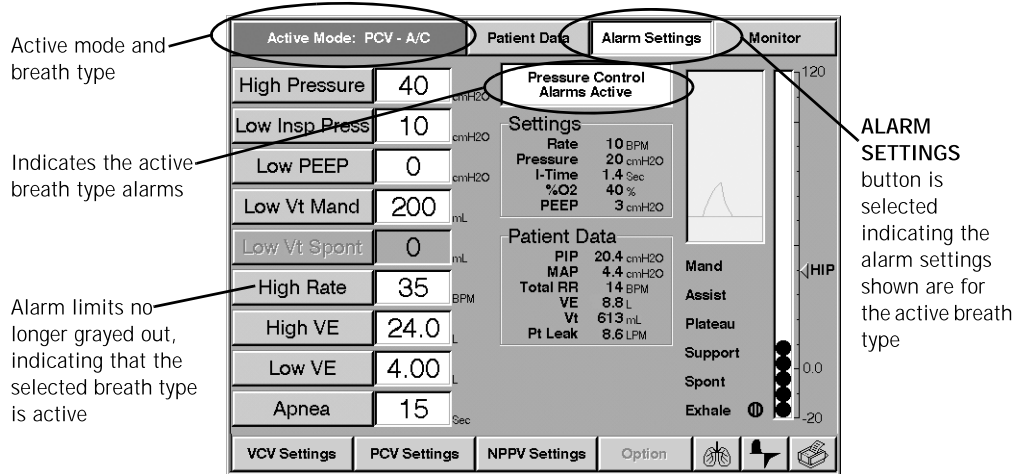 Active mode and
breath type
Indicates the active
breath type alarms
Alarm limits no
longer grayed out,
indicating that the
selected breath type
is active
Active Mode: PCV - A/C
Patient Data
Alarm Settings
Monitor
High Pressure 40 cmH2O
Low Insp Press 10 cmH2O
Low PEEP 0 cmH2O
Low Vt Mand 200 mL
Low Vt Spont 0 mL
High Rate 35 BPM
High VE 24.0 L
Low VE 4.00 L
Apnea 15 Sec
Pressure Control
Alarms Active
Settings
Rate 10 BPM
Pressure 20 cmH2O
I-Time 1.4 Sec
%O2 40 %
PEEP 3 cmH2O
Patient Data
PIP 20.4 cmH2O
MAP 4.4 cmH2O
Total RR 14 BPM
VE 8.8 L
Vt 613 mL
Pt Leak 8.6 LPM
Mand
Assist
Plateau
Support
Spont
Exhale
120
HIP
0.0
-20
VCV Settings
PCV Settings
NPPV Settings
Option
ALARM
SETTINGS
button is
selected
indicating the
alarm settings
shown are for
the active breath
type